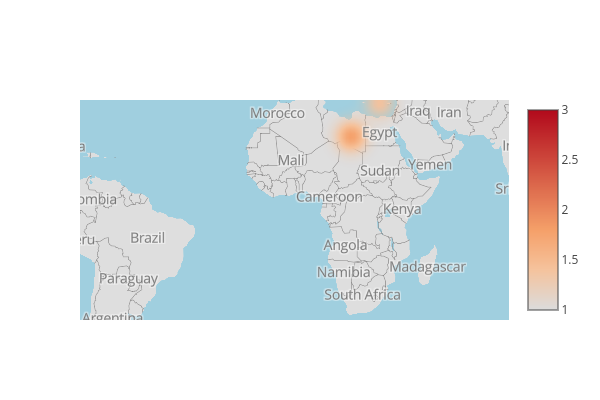 3
2.5
2
1.5
1
Morocco
Iraq
Iran
Egypt
Mali
Sudan
Yemen
Cameroon
Kenya
Brazil
Angola
Paraguay
Namibia
Madagascar
South Africa
Argentina
ombia
eru
a
Sr